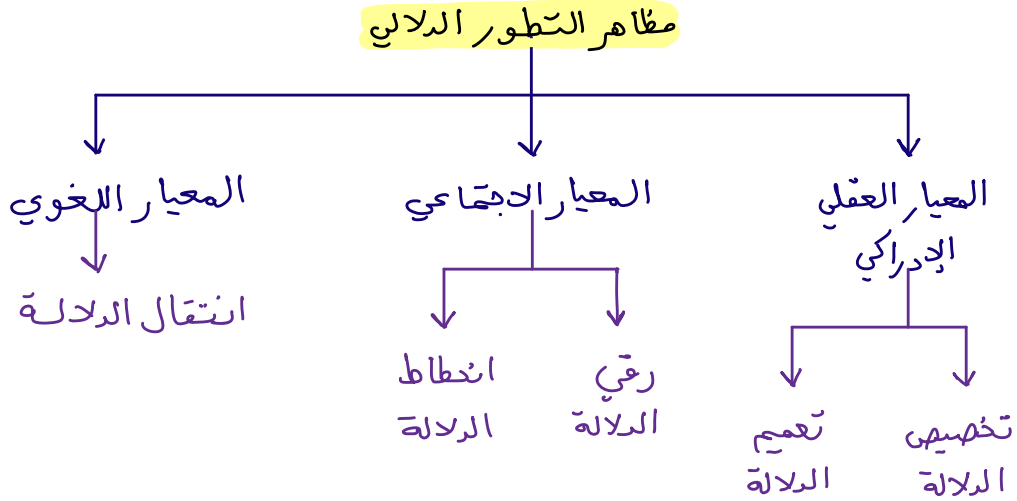 مظاهر التطور الدلالي
المعيار العقلي
الإدراكي
المعيار الاجتماعي
المعيار اللغوي
تخصيص
الدلالة
تعميم
الدلالة
رقي
الدلالة
انحطاط
الدلالة
انتقال الدلالة